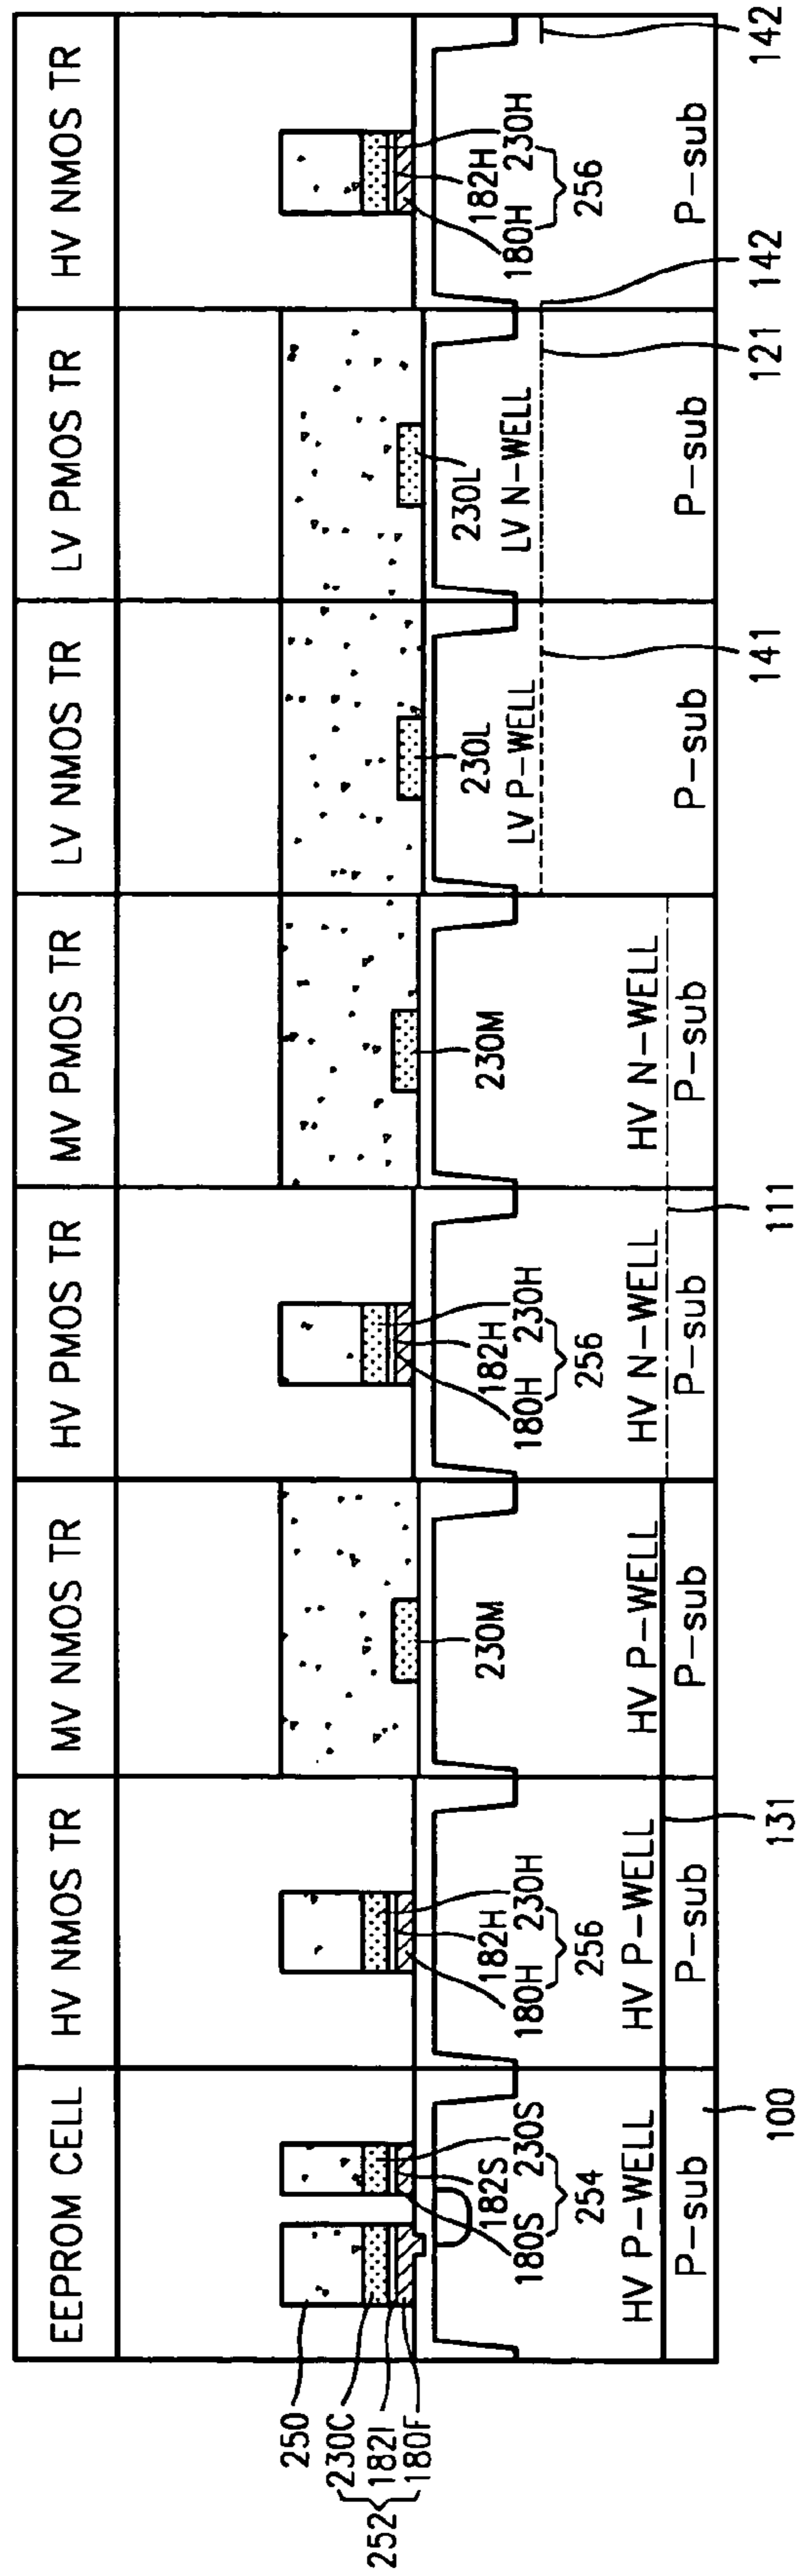 EEPROM CELL
HV NMOS TR
MV NMOS TR
HV PMOS TR
MV PMOS TR
LV NMOS TR
LV PMOS TR
HV NMOS TR
250
230C
182I
180F
252
180S 182S 230S
254
180H 182H 230H
256
230M
180H 182H 230H
256
230M
230L
230L
180H 182H 230H
256
LV P-WELL
LV N-WELL
HV P-WELL
HV P-WELL
HV P-WELL
HV N-WELL
HV N-WELL
P-sub
P-sub
P-sub
P-sub
P-sub
P-sub
P-sub
P-sub
100
131
111
141
121
142
142